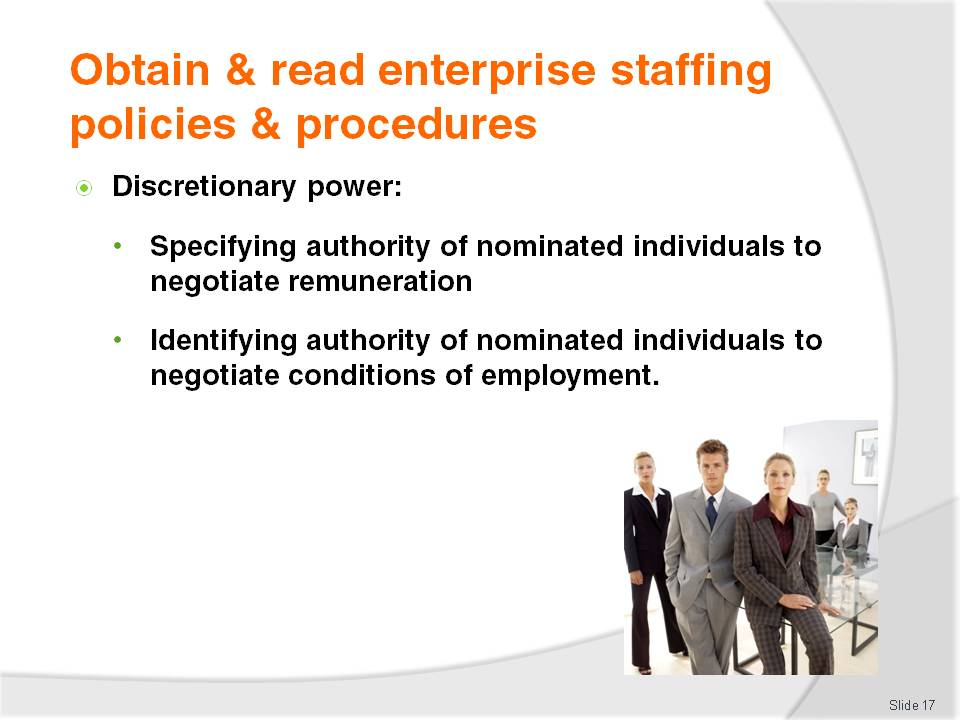 Obtain & read enterprise staffing
policies & procedures
Discretionary power:
• Specifying authority of nominated individuals to
negotiate remuneration
• Identifying authority of nominated individuals to
negotiate conditions of employment.
Slide 17